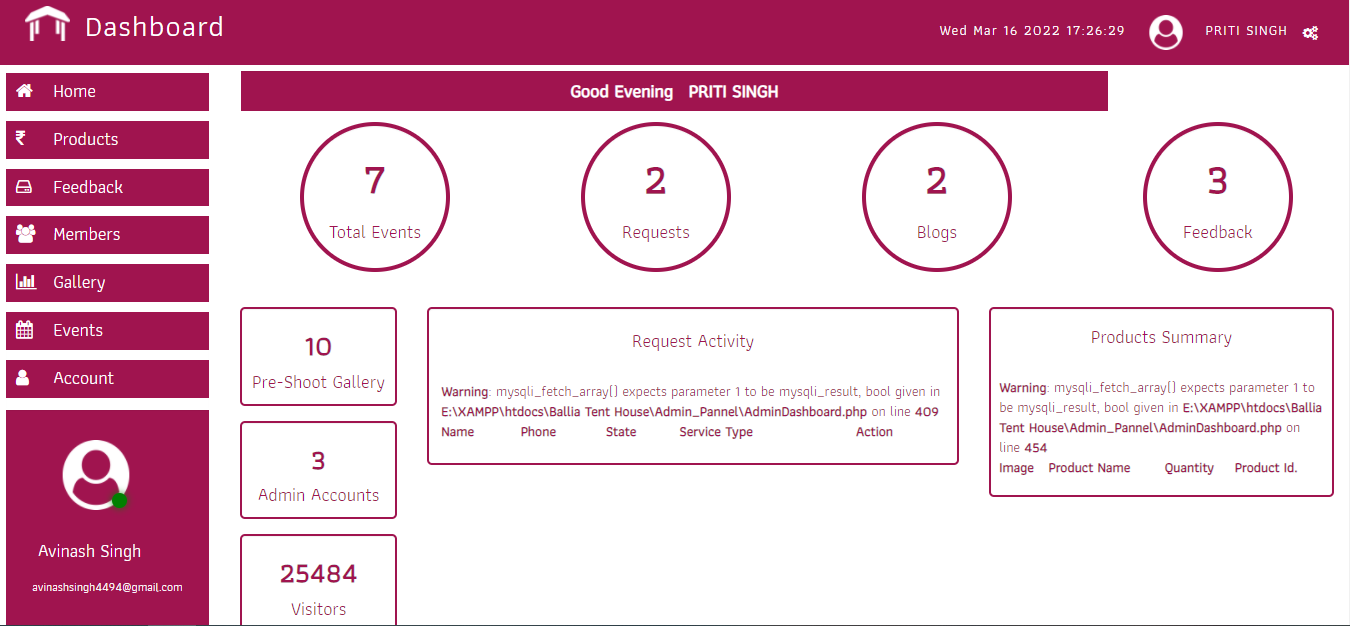 Dashboard
Wed Mar 16 2022 17:26:29
PRITI SINGH
Home
Products
Feedback
Members
Gallery
Events
Account
Avinash Singh
avinashsingh4494@gmail.com
Good Evening PRITI SINGH
7
Total Events
2
Requests
2
Blogs
3
Feedback
10
Pre-Shoot Gallery
3
Admin Accounts
25484
Visitors
Request Activity
Warning: mysqli_fetch_array() expects parameter 1 to be mysqli_result, bool given in
E:\XAMPP\htdocs\Ballia Tent House\Admin_Pannel\AdminDashboard.php on line 409
Name Phone State Service Type Action
Products Summary
Warning: mysqli_fetch_array() expects parameter 1 to
be mysqli_result, bool given in E:\XAMPP\htdocs\Ballia
Tent House\Admin_Pannel\AdminDashboard.php on
line 454
Image Product Name Quantity Product Id.